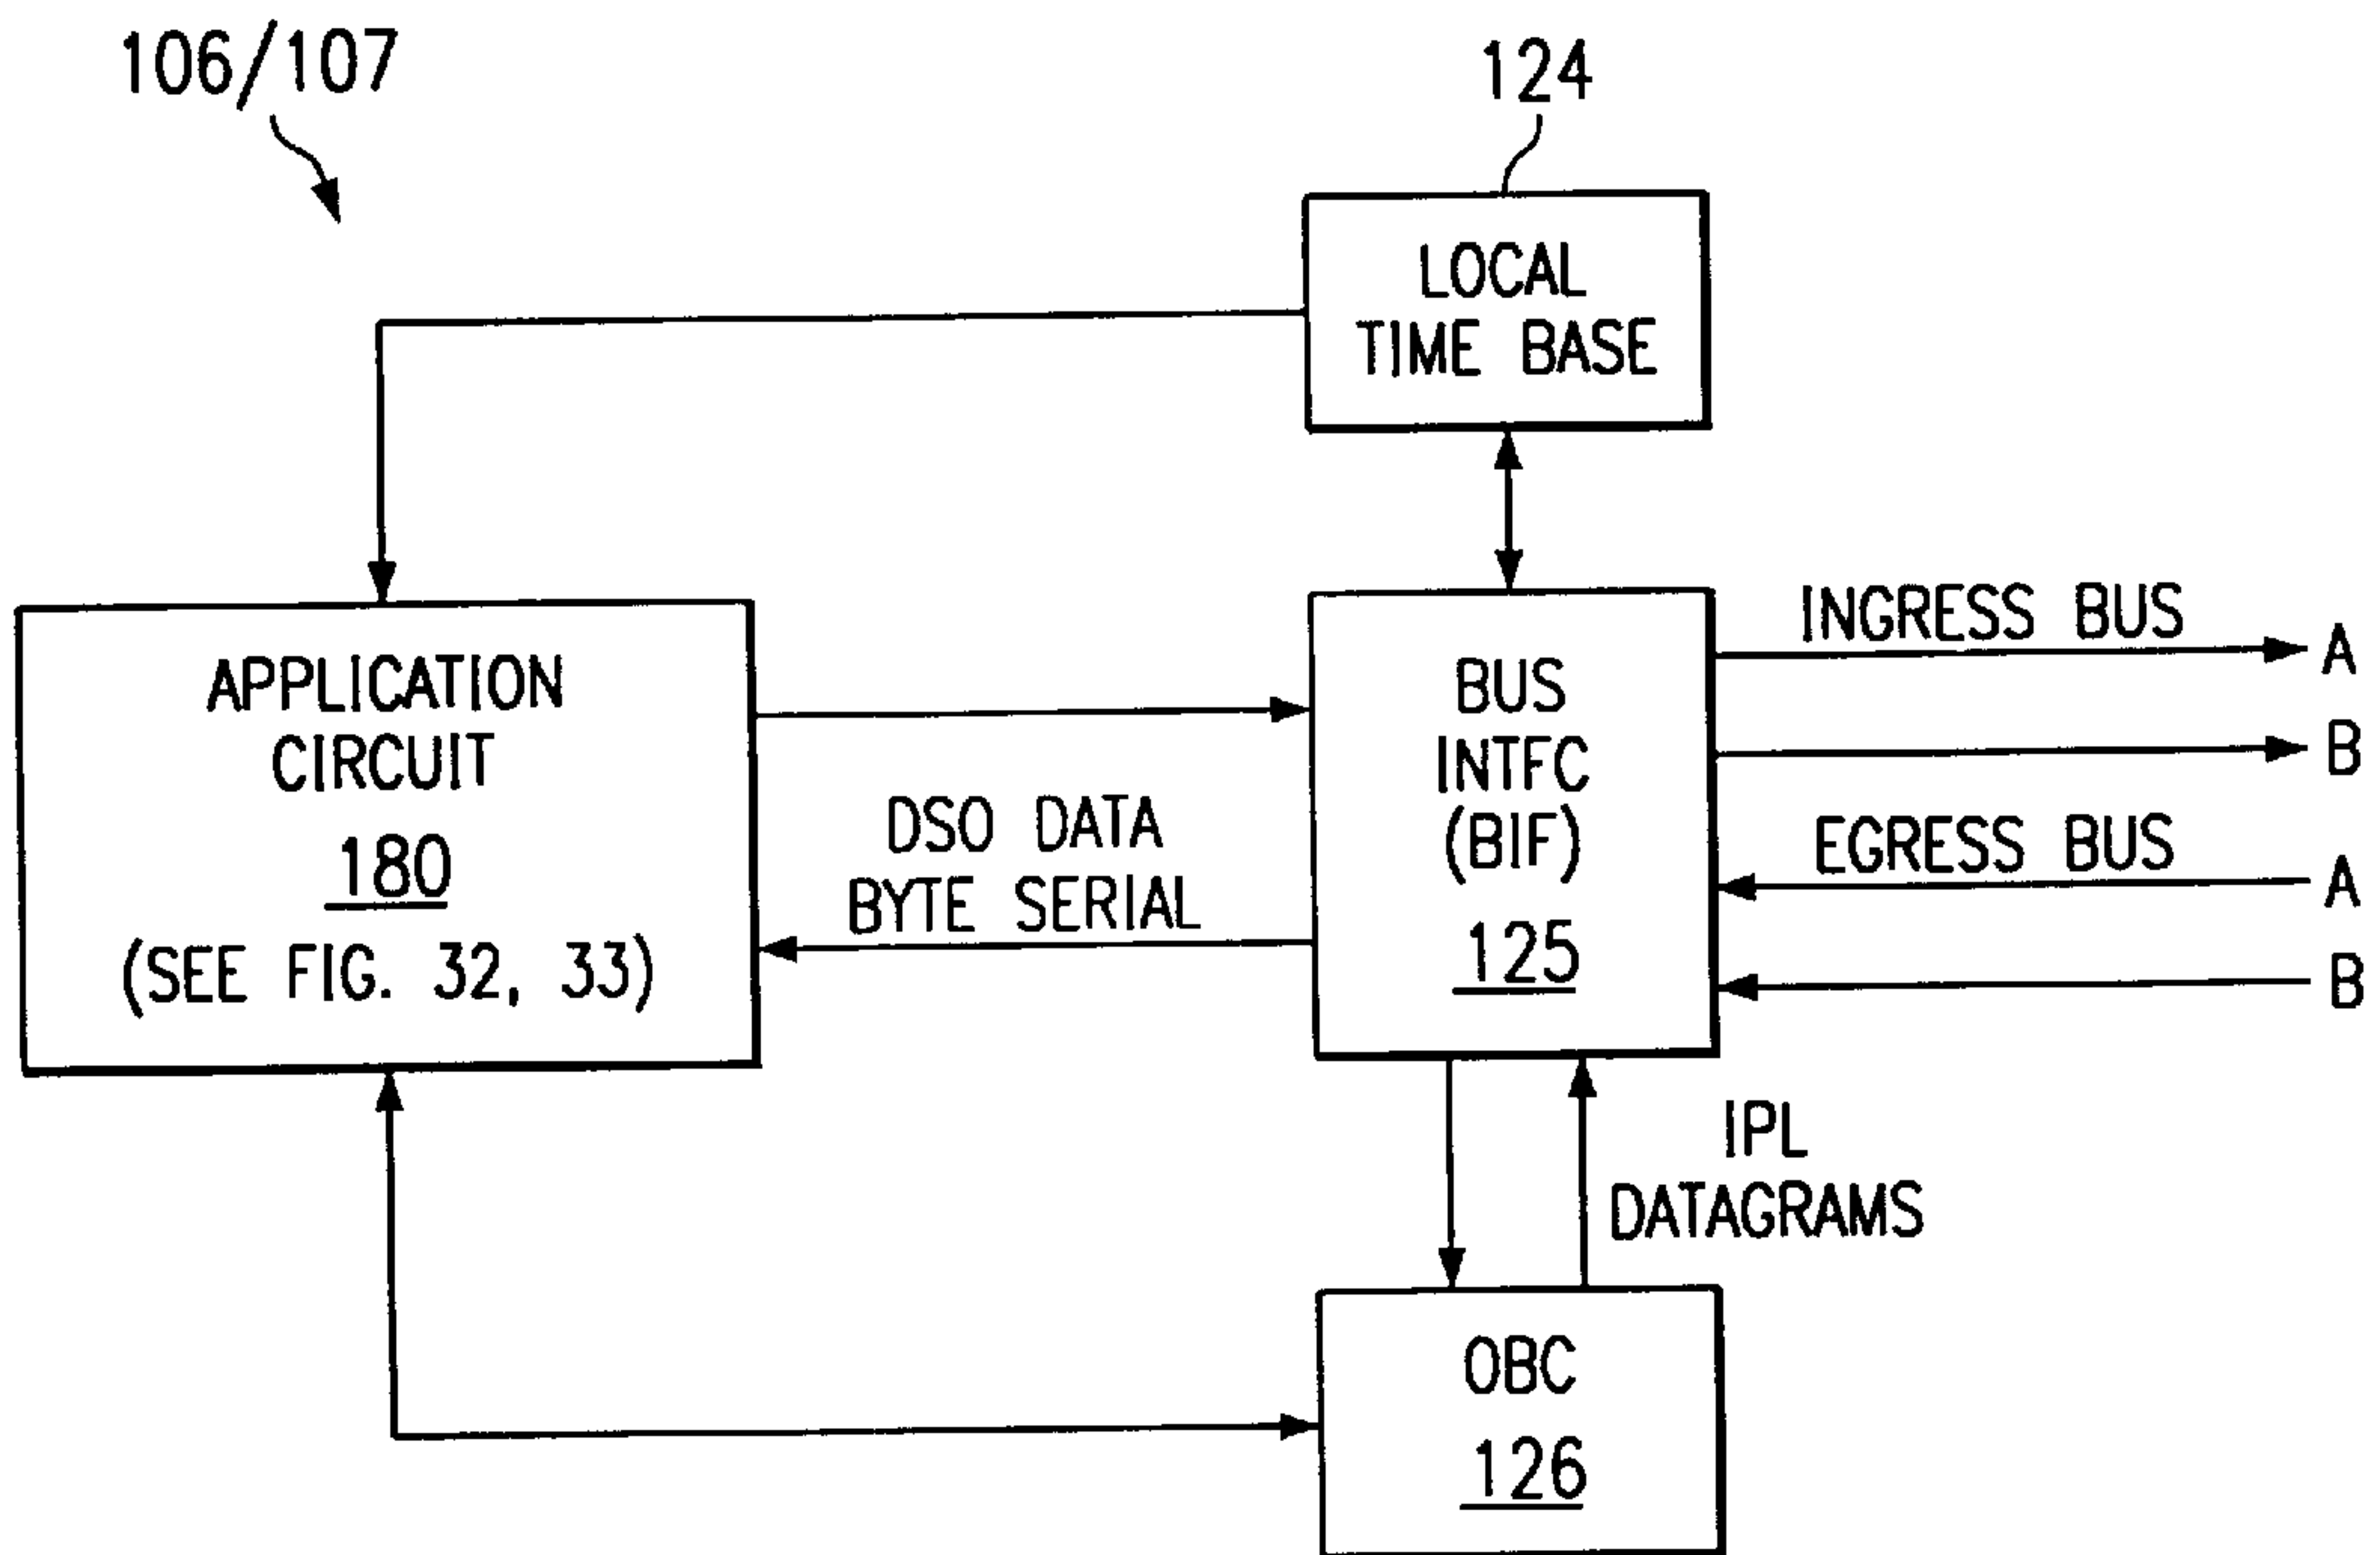 106/107
124
LOCAL
TIME BASE
APPLICATION
CIRCUIT
180
(SEE FIG. 32, 33)
DSO DATA
BYTE SERIAL
BUS
INTFC
(BIF)
125
INGRESS BUS
A
B
EGRESS BUS
A
B
IPL
DATAGRAMS
OBC
126